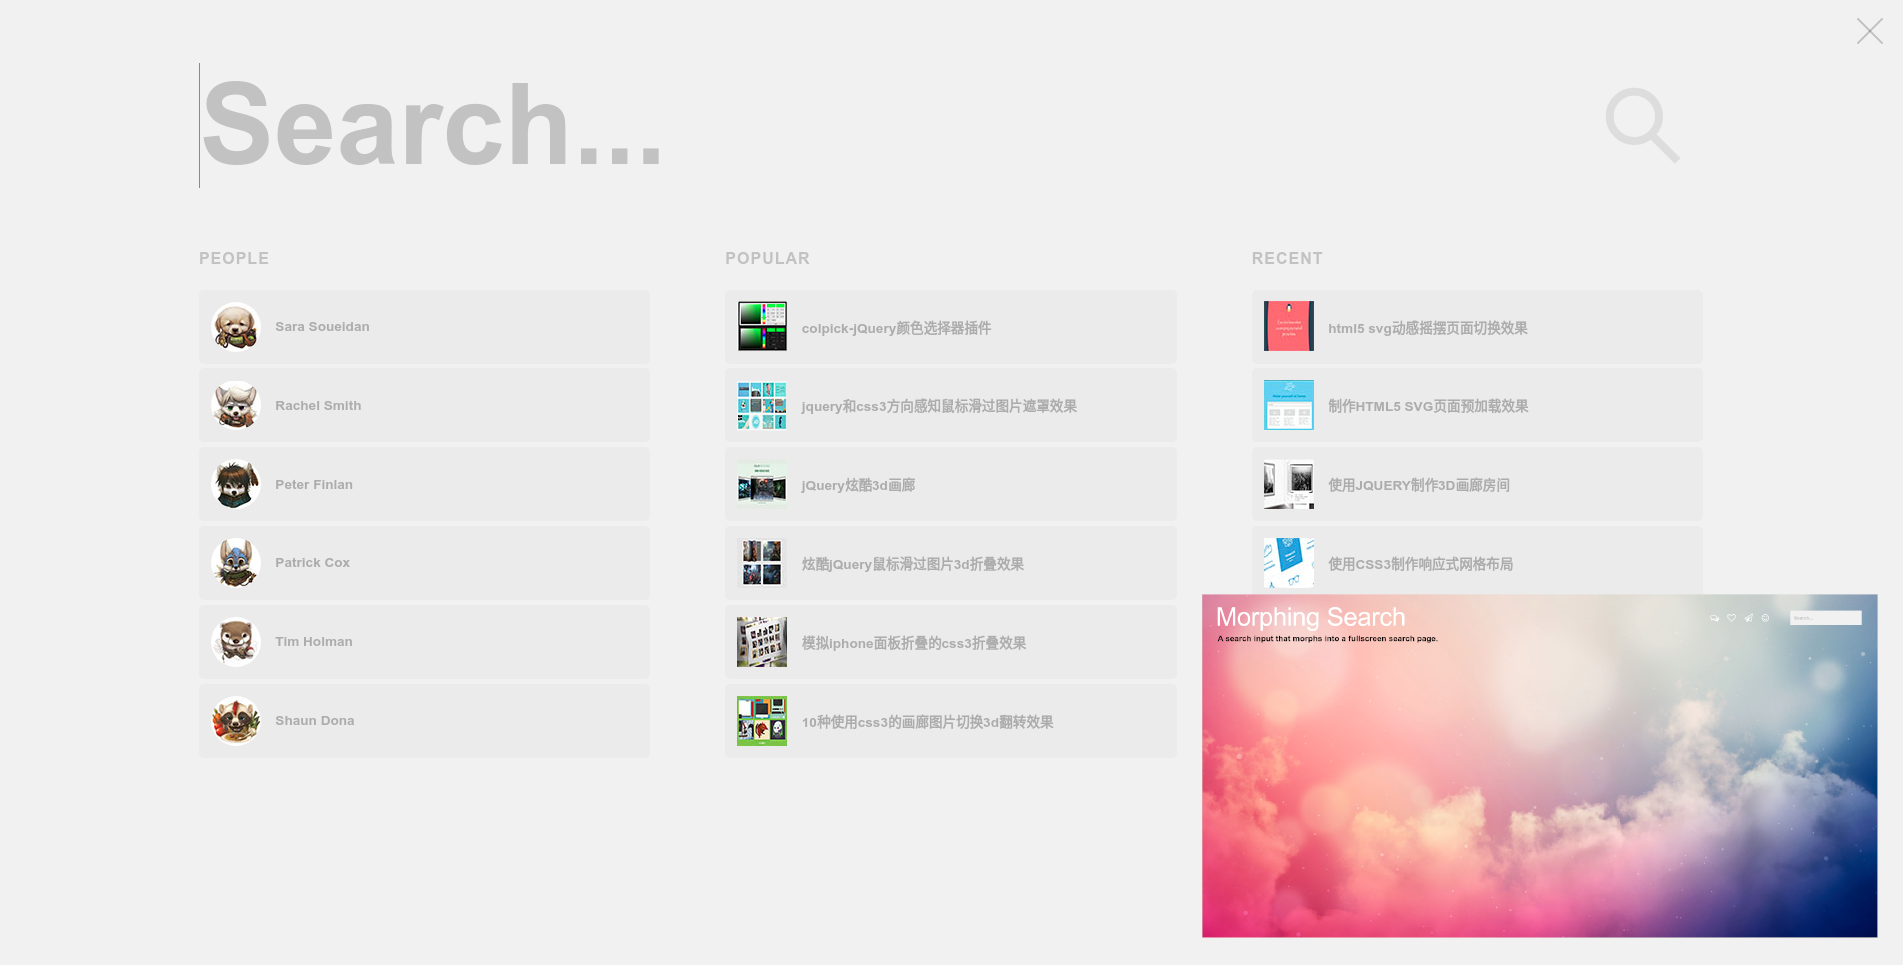 Search...
PEOPLE
Sara Soueidan
Rachel Smith
Peter Finlan
Patrick Cox
Tim Holman
Shaun Dona
POPULAR
colpick-jQuery颜色选择器插件
jquery和css3方向感知鼠标滑过图片遮罩效果
jQuery炫酷3d画廊
炫酷jQuery鼠标滑过图片3d折叠效果
模拟iphone面板折叠的css3折叠效果
10种使用css3的画廊图片切换3d翻转效果
RECENT
html5 svg动感摇摆页面切换效果
制作HTML5 SVG页面预加载效果
使用JQUERY制作3D画廊房间
使用CSS3制作响应式网格布局
Morphing Search
A search input that morphs into a fullscreen search page.
Search...